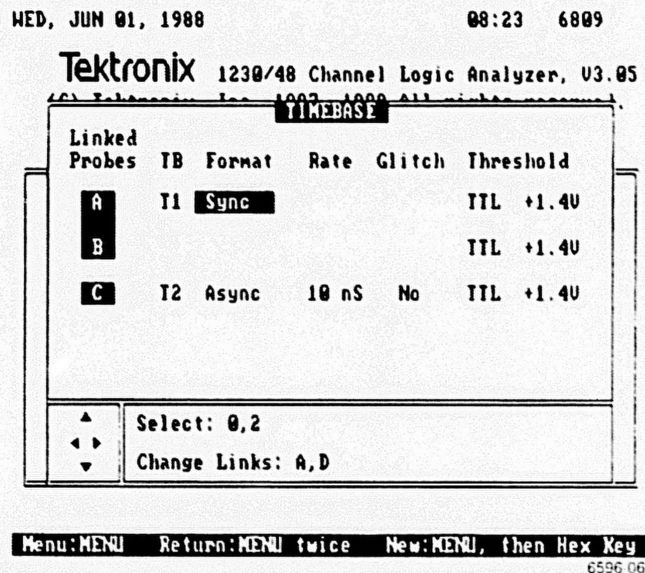 WED, JUN 01, 1988 08:23 6809
Tektronix 1230/48 Channel Logic Analyzer, V3.05
TIMEBASE
Linked
Probes TB Format Rate Glitch Threshold
A T1 Sync TTL +1.4V
B TTL +1.4V
C T2 Async 10 nS No TTL +1.4V
Select: 0,2
Change Links: A,D
Menu:MENU Return:MENU twice New:MENU, then Hex Key
6596-06